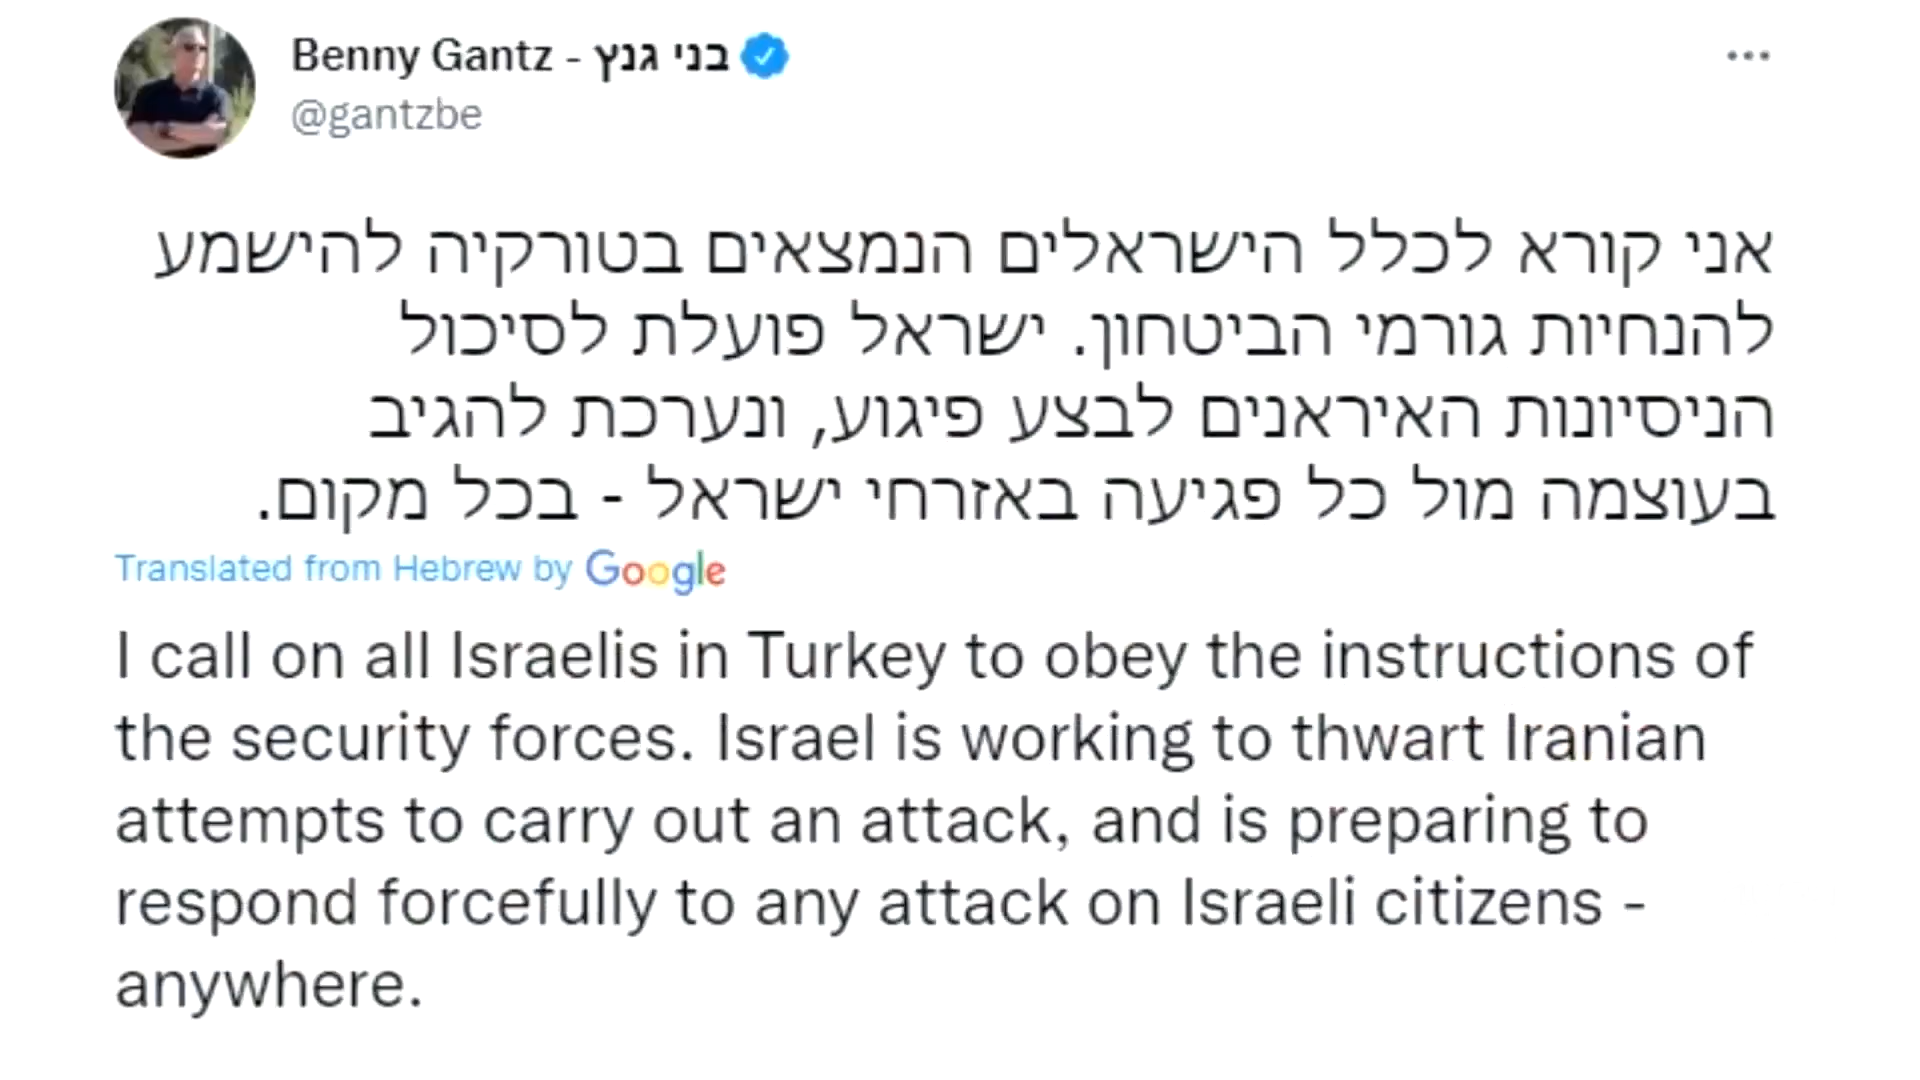 Benny Gantz - בני גנץ
@gantzbe
אני קורא לכלל הישראלים הנמצאים בטורקיה להישמע
להנחיות גורמי הביטחון. ישראל פועלת לסיכול
הניסיונות האיראנים לבצע פיגוע, ונערכת להגיב
בעוצמה מול כל פגיעה באזרחי ישראל - בכל מקום.
Translated from Hebrew by Google
I call on all Israelis in Turkey to obey the instructions of
the security forces. Israel is working to thwart Iranian
attempts to carry out an attack, and is preparing to
respond forcefully to any attack on Israeli citizens -
anywhere.